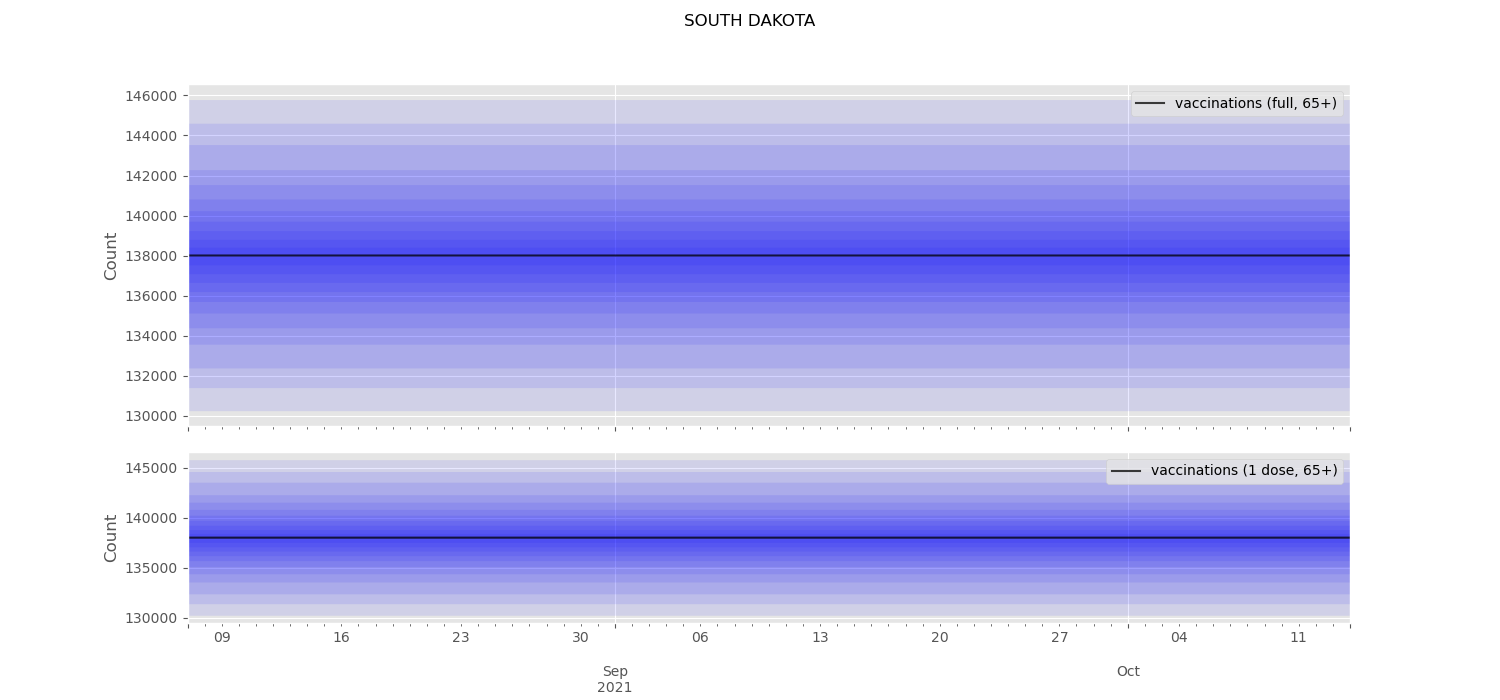 SOUTH DAKOTA
146000
144000
142000
140000
138000
136000
134000
132000
130000
Count
vaccinations (full, 65+)
145000
140000
135000
130000
Count
vaccinations (1 dose, 65+)
09 16 23 30 06 13 20 27 04 11
Sep Oct
2021